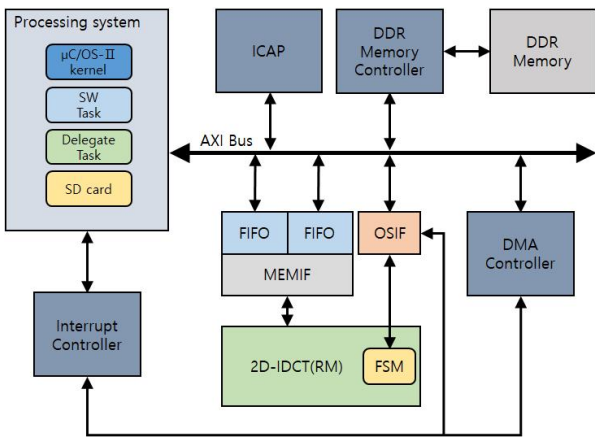 Processing system
µC/OS-Ⅱ
kernel
SW
Task
Delegate
Task
SD card
ICAP
DDR
Memory
Controller
DDR
Memory
AXI Bus
FIFO
FIFO
MEMIF
OSIF
DMA
Controller
Interrupt
Controller
2D-IDCT(RM)
FSM